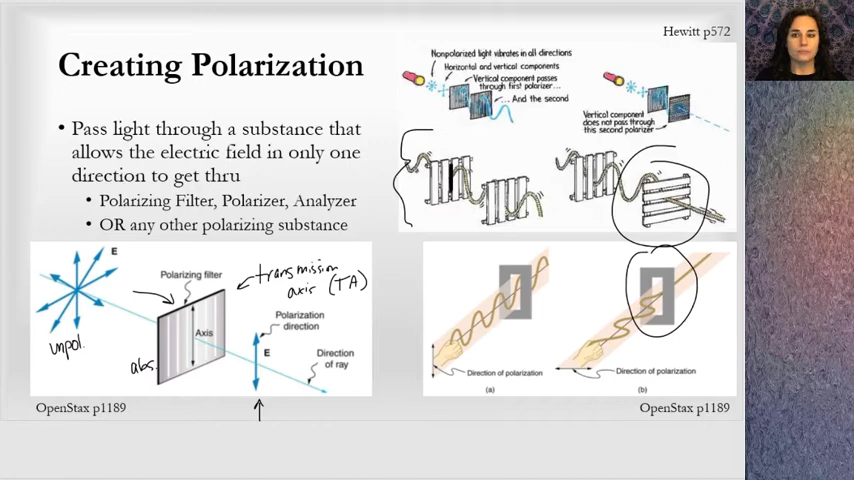 Hewitt p572
Creating Polarization
• Pass light through a substance that
allows the electric field in only one
direction to get thru
• Polarizing Filter, Polarizer, Analyzer
• OR any other polarizing substance
Nonpolarized light vibrates in all directions
Horizontal and vertical components
Vertical component passes
through first polarizer...
...And the second
Vertical component
does not pass through
this second polarizer
E
Polarizing filter
transmission
axis (TA)
Axis
Polarization
direction
unpol.
E
Direction
of ray
abs.
OpenStax p1189
Direction of polarization
(a)
Direction of polarization
(b)
OpenStax p1189